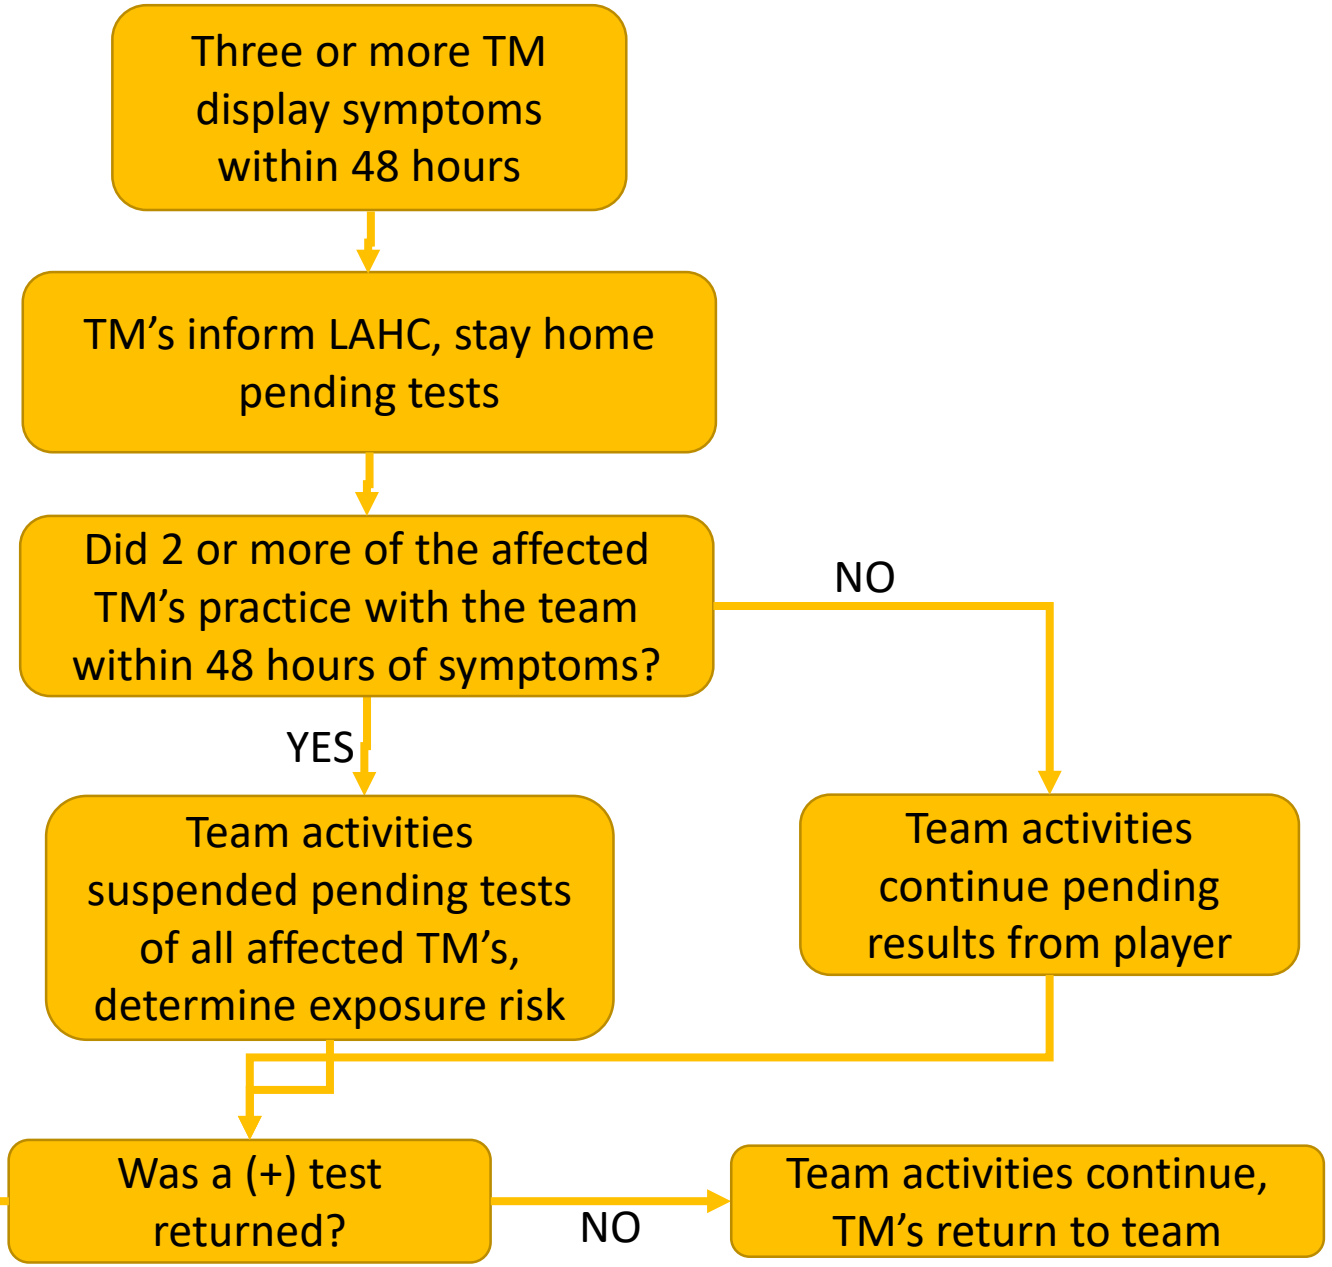 Three or more TM
display symptoms
within 48 hours
TM’s inform LAHC, stay home
pending tests
Did 2 or more of the affected
TM’s practice with the team
within 48 hours of symptoms?
NO
YES
Team activities
suspended pending tests
of all affected TM’s,
determine exposure risk
Team activities
continue pending
results from player
Was a (+) test
returned?
NO
Team activities continue,
TM’s return to team